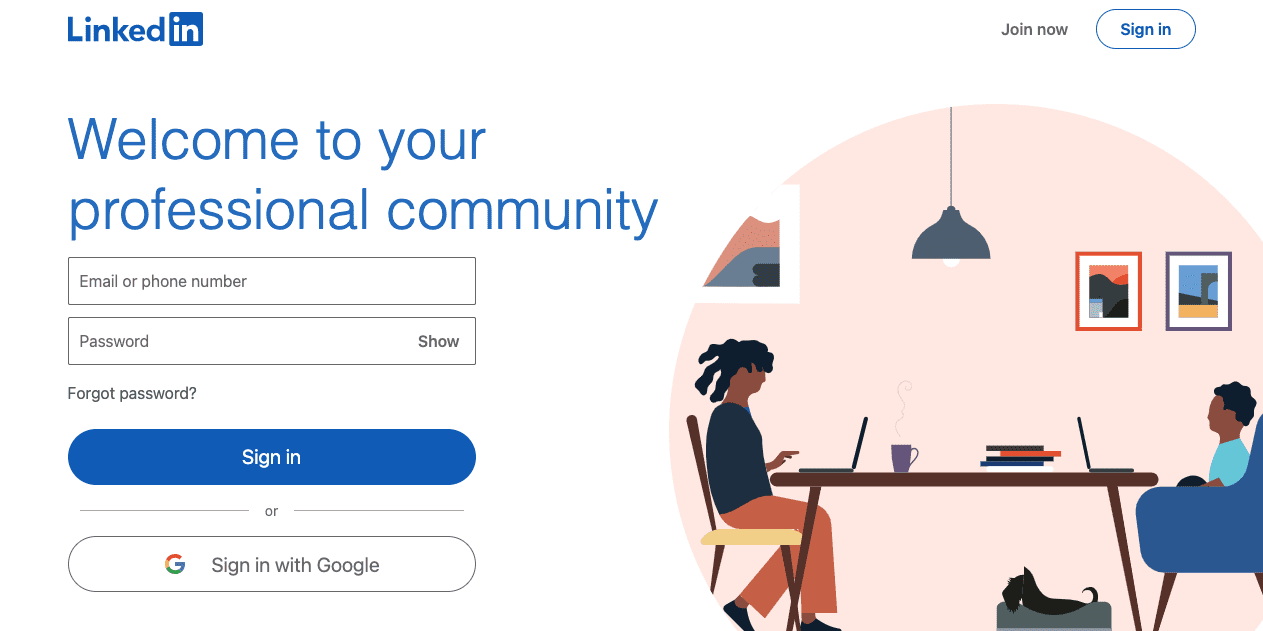 LinkedIn
Join now
Sign in
Welcome to your
professional community
Email or phone number
Password
Show
Forgot password?
Sign in
or
Sign in with Google